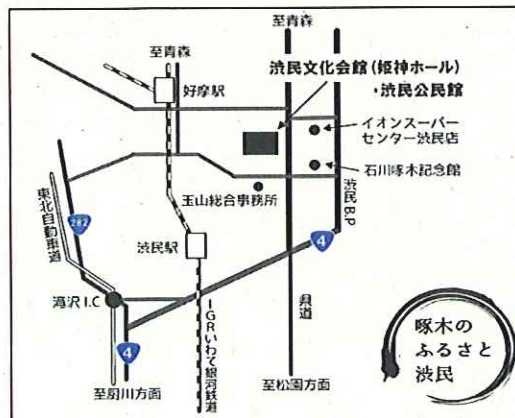 至青森
至青森
渋民文化会館(姫神ホール)
・渋民公民館
好摩駅
イオンスーパー
センター渋民店
石川啄木記念館
玉山総合事務所
渋民B.P
東北自動車道
282
渋民駅
4
滝沢I.C
4
IGRいわて銀河鉄道
県道
啄木の
ふるさと
渋民
至厨川方面
至松園方面